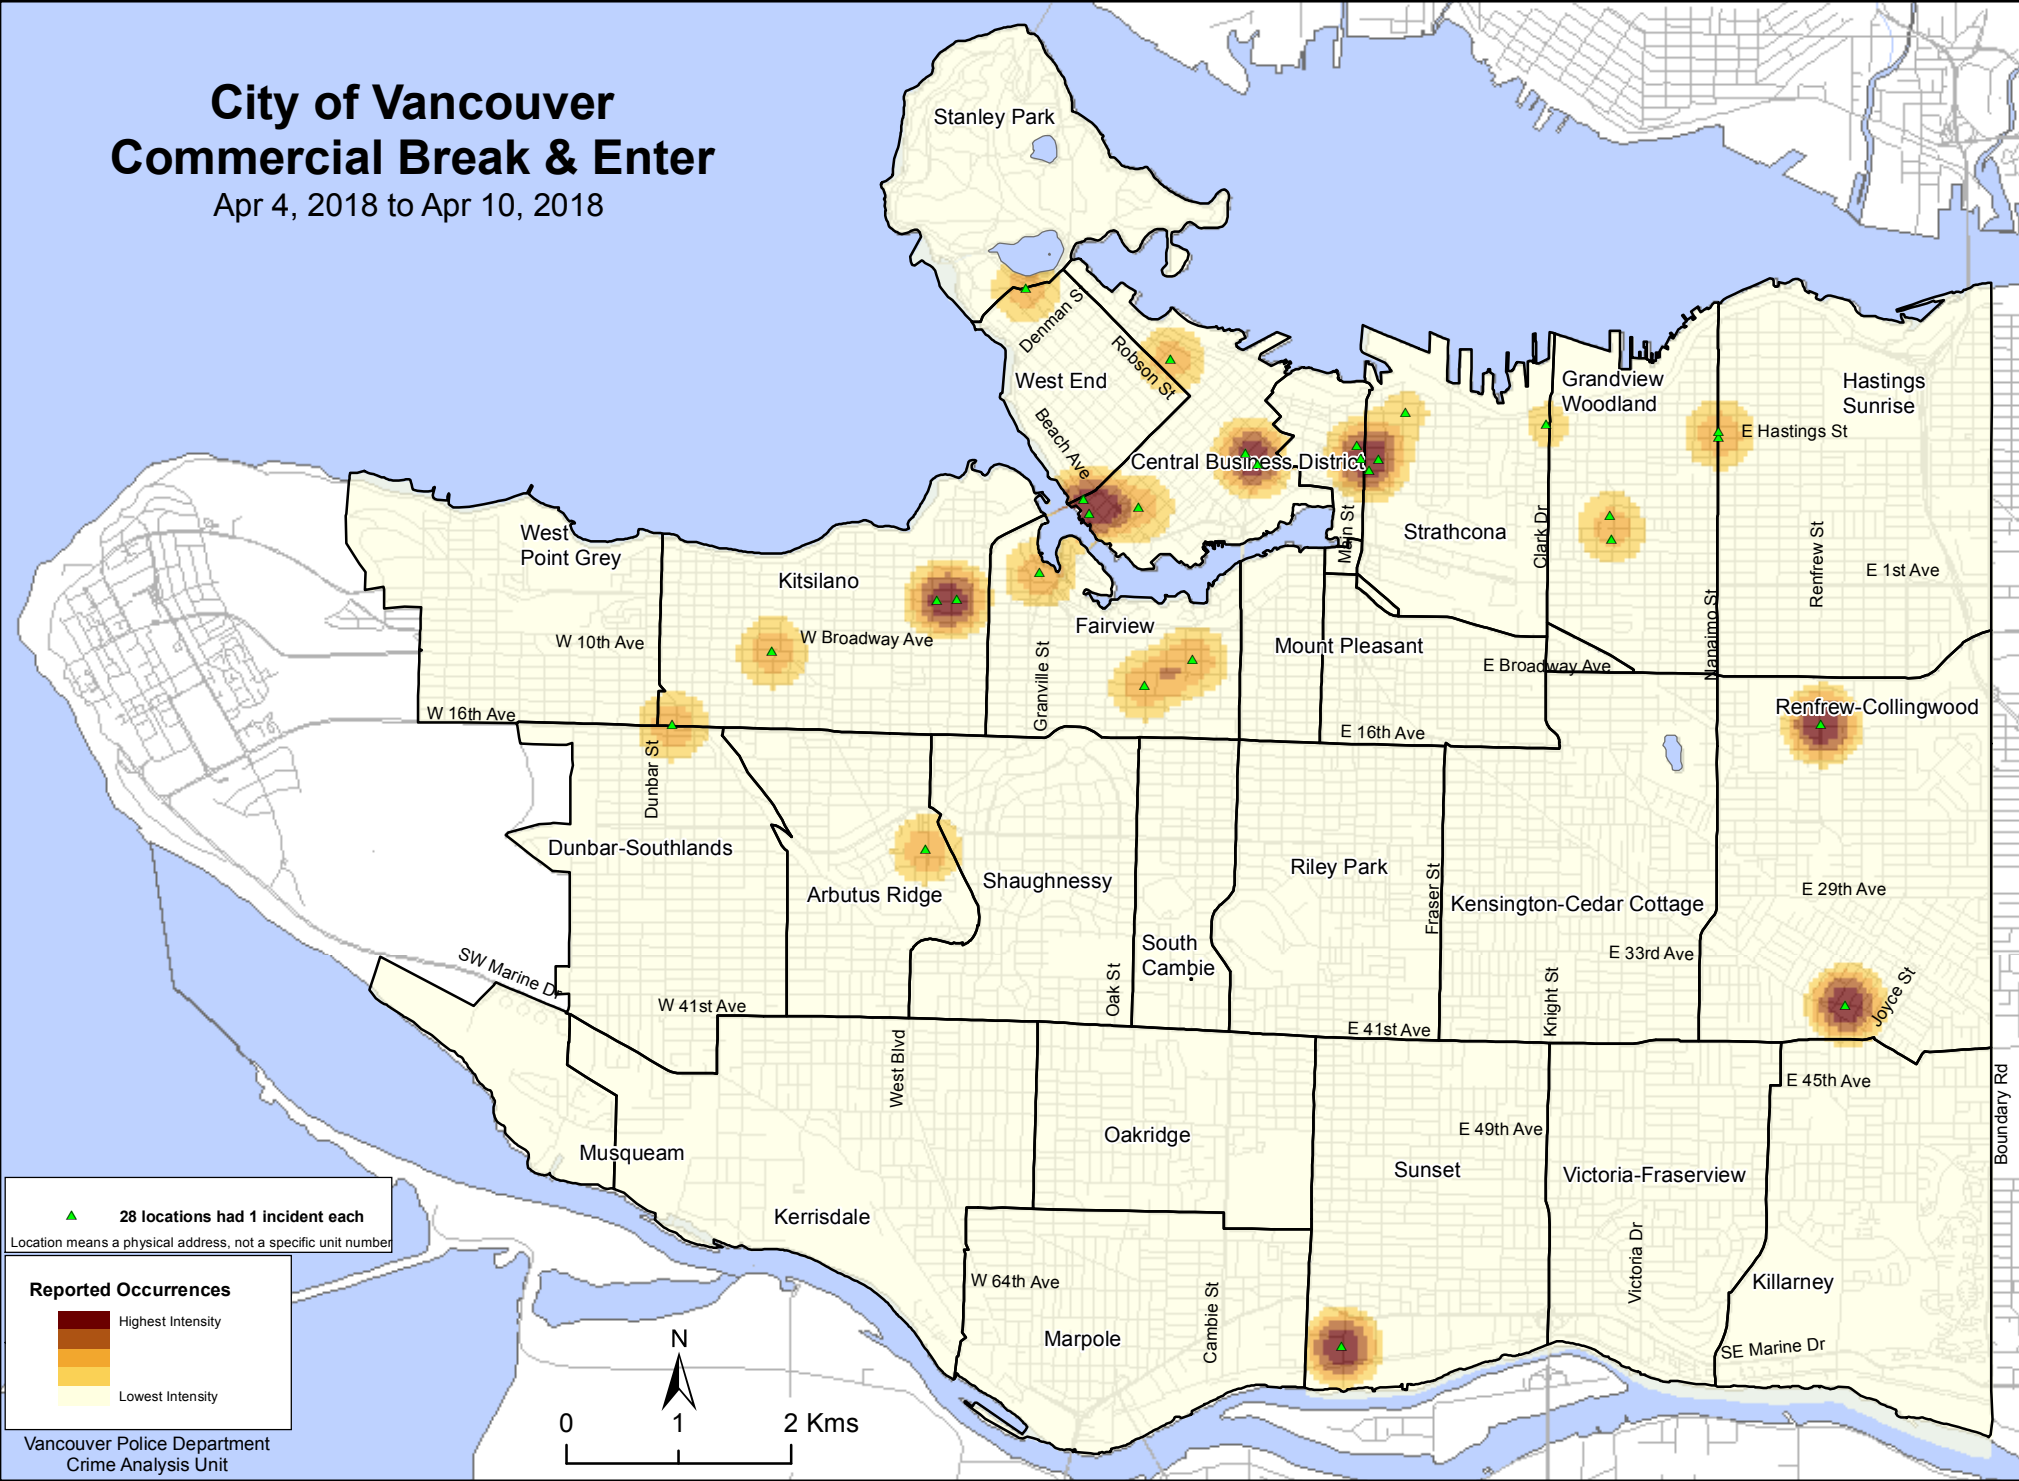 City of Vancouver
Commercial Break & Enter
Apr 4, 2018 to Apr 10, 2018
Stanley Park
Denman St
Robson St
West End
Beach Ave
Central Business District
Grandview
Woodland
Hastings
Sunrise
E Hastings St
Main St
Strathcona
Clark Dr
Renfrew St
E 1st Ave
Nanaimo St
West
Point Grey
Kitsilano
W 10th Ave
W Broadway Ave
Fairview
Granville St
Mount Pleasant
E Broadway Ave
W 16th Ave
E 16th Ave
Renfrew-Collingwood
Dunbar St
Dunbar-Southlands
Arbutus Ridge
Shaughnessy
Riley Park
Fraser St
Kensington-Cedar Cottage
E 29th Ave
South
Cambie
E 33rd Ave
SW Marine Dr
W 41st Ave
Oak St
E 41st Ave
Knight St
Joyce St
West Blvd
E 45th Ave
Boundary Rd
Musqueam
Oakridge
E 49th Ave
Sunset
Victoria-Fraserview
Kerrisdale
Victoria Dr
W 64th Ave
Cambie St
Killarney
Marpole
SE Marine Dr
28 locations had 1 incident each
Location means a physical address, not a specific unit number
Reported Occurrences
Highest Intensity
Lowest Intensity
Vancouver Police Department
Crime Analysis Unit
N
0 1 2 Kms